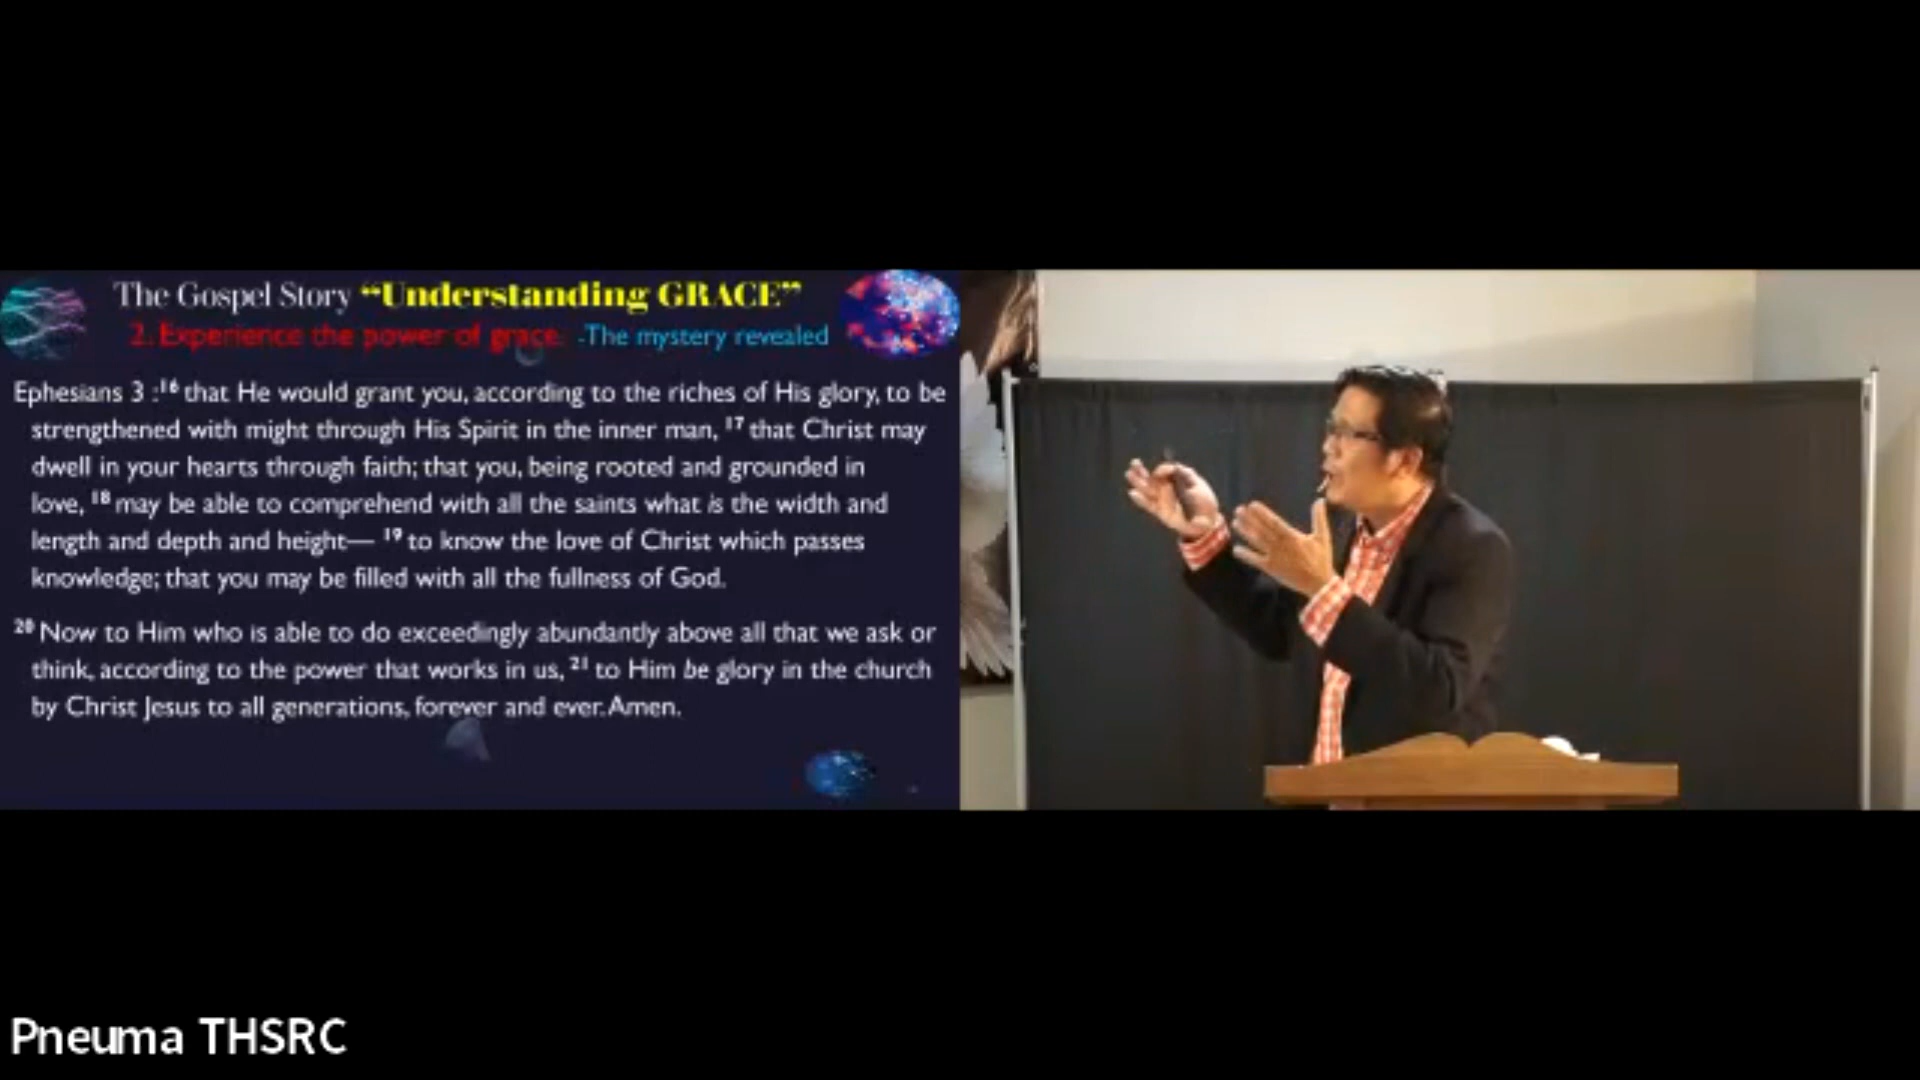 The Gospel Story “Understanding GRACE”
2. Experience the power of grace. -The mystery revealed
Ephesians 3 :16 that He would grant you, according to the riches of His glory, to be
strengthened with might through His Spirit in the inner man, 17 that Christ may
dwell in your hearts through faith; that you, being rooted and grounded in
love, 18 may be able to comprehend with all the saints what is the width and
length and depth and height— 19 to know the love of Christ which passes
knowledge; that you may be filled with all the fullness of God.
20 Now to Him who is able to do exceedingly abundantly above all that we ask or
think, according to the power that works in us, 21 to Him be glory in the church
by Christ Jesus to all generations, forever and ever. Amen.
Pneuma THSRC